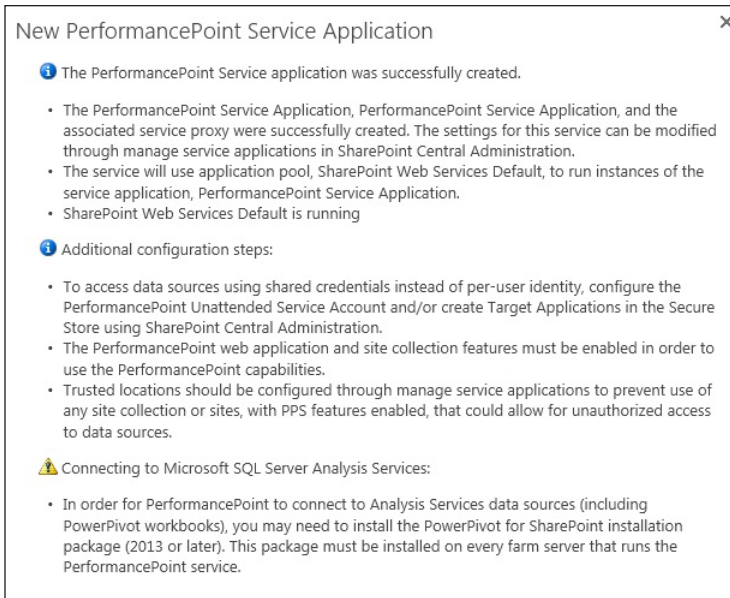 New PerformancePoint Service Application
The PerformancePoint Service application was successfully created.
• The PerformancePoint Service Application, PerformancePoint Service Application, and the
associated service proxy were successfully created. The settings for this service can be modified
through manage service applications in SharePoint Central Administration.
• The service will use application pool, SharePoint Web Services Default, to run instances of the
service application, PerformancePoint Service Application.
• SharePoint Web Services Default is running
Additional configuration steps:
• To access data sources using shared credentials instead of per-user identity, configure the
PerformancePoint Unattended Service Account and/or create Target Applications in the Secure
Store using SharePoint Central Administration.
• The PerformancePoint web application and site collection features must be enabled in order to
use the PerformancePoint capabilities.
• Trusted locations should be configured through manage service applications to prevent use of
any site collection or sites, with PPS features enabled, that could allow for unauthorized access
to data sources.
Connecting to Microsoft SQL Server Analysis Services:
• In order for PerformancePoint to connect to Analysis Services data sources (including
PowerPivot workbooks), you may need to install the PowerPivot for SharePoint installation
package (2013 or later). This package must be installed on every farm server that runs the
PerformancePoint service.